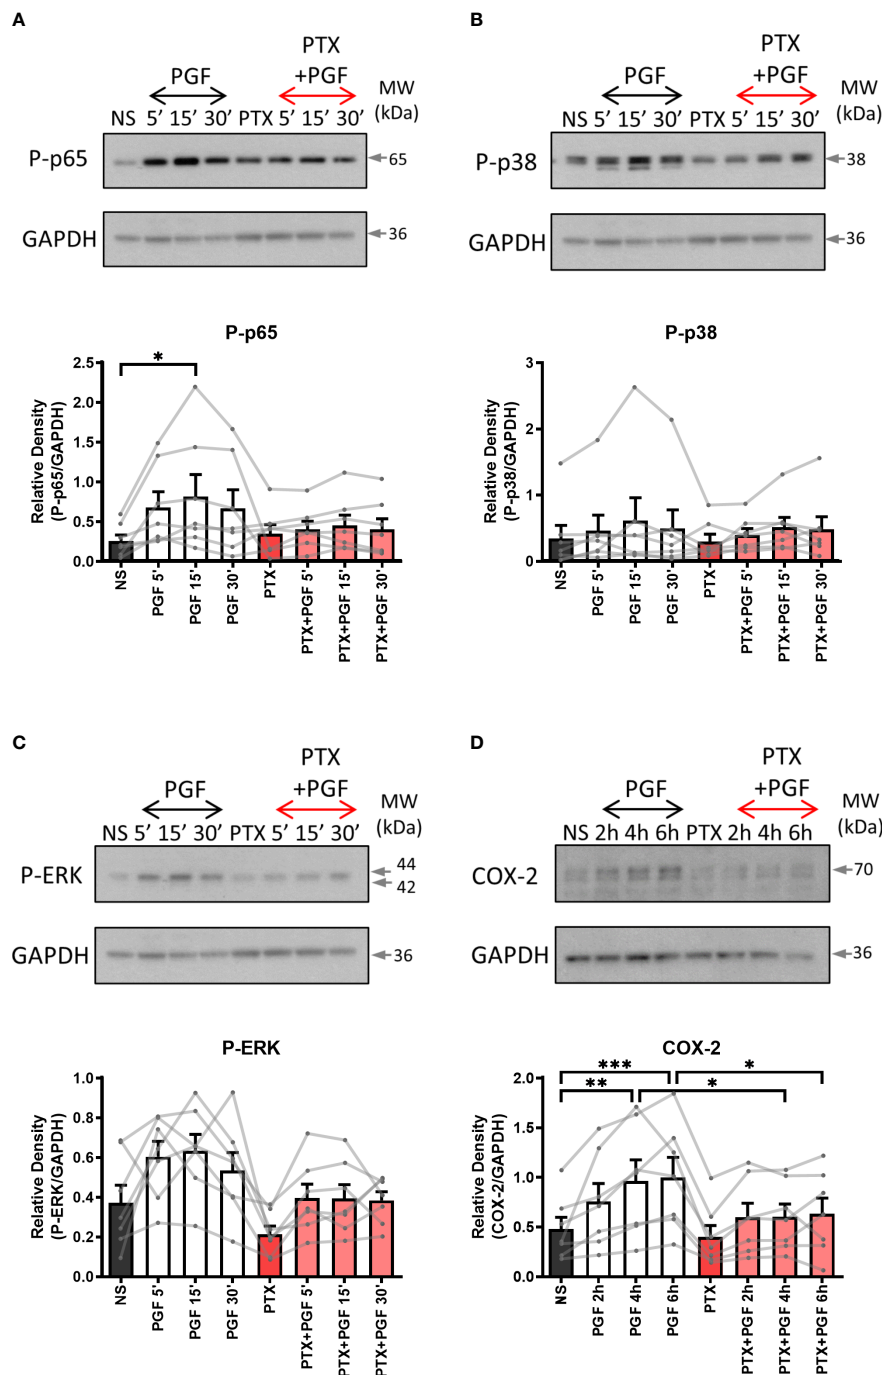 A
PTX
PGF +PGF MW
(kDa)
NS 5’ 15’ 30’ PTX 5’ 15’ 30’
P-p65 65
GAPDH 36
P-p65
*
Relative Density
(P-p65/GAPDH)
2.5
2.0
1.5
1.0
0.5
0.0
NS
PGF 5'
PGF 15'
PGF 30'
PTX
PTX+PGF 5'
PTX+PGF 15'
PTX+PGF 30'
B
PTX
PGF +PGF MW
(kDa)
NS 5’ 15’ 30’ PTX 5’ 15’ 30’
P-p38 38
GAPDH 36
P-p38
Relative Density
(P-p38/GAPDH)
3
2
1
0
NS
PGF 5'
PGF 15'
PGF 30'
PTX
PTX+PGF 5'
PTX+PGF 15'
PTX+PGF 30'
C
PTX
PGF +PGF MW
(kDa)
NS 5’ 15’ 30’ PTX 5’ 15’ 30’
P-ERK 44
42
GAPDH 36
P-ERK
Relative Density
(P-ERK/GAPDH)
1.0
0.8
0.6
0.4
0.2
0.0
NS
PGF 5'
PGF 15'
PGF 30'
PTX
PTX+PGF 5'
PTX+PGF 15'
PTX+PGF 30'
D
PTX
PGF +PGF MW
(kDa)
NS 2h 4h 6h PTX 2h 4h 6h
COX-2 70
GAPDH 36
COX-2
*** *
** *
Relative Density
(COX-2/GAPDH)
2.0
1.5
1.0
0.5
0.0
NS
PGF 2h
PGF 4h
PGF 6h
PTX
PTX+PGF 2h
PTX+PGF 4h
PTX+PGF 6h